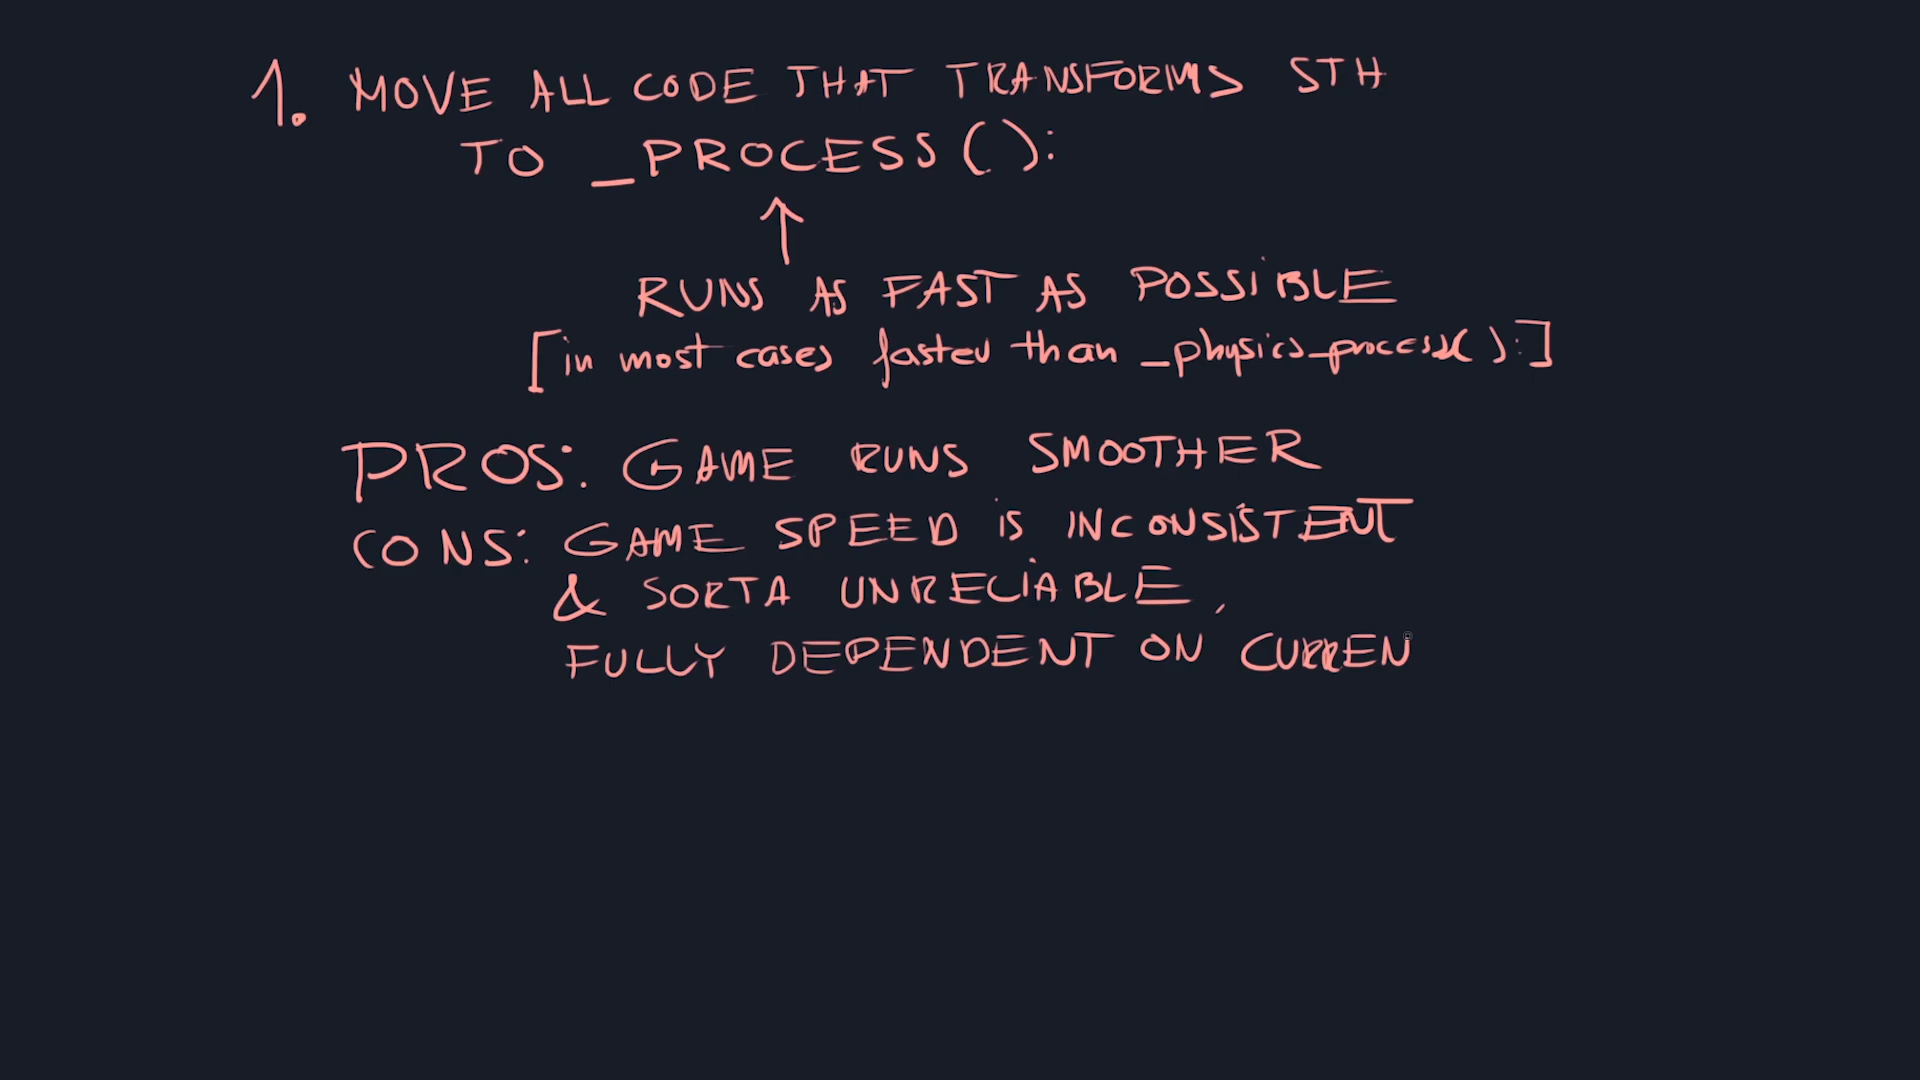 1. MOVE ALL CODE THAT TRANSFORMS STH
TO _PROCESS():
RUNS AS FAST AS POSSIBLE
[in most cases faster than _physics_process():]
PROS: GAME RUNS SMOOTHER
CONS: GAME SPEED iS INCONSISTENT
& SORTA UNRELIABLE,
FULLY DEPENDENT ON CURREN